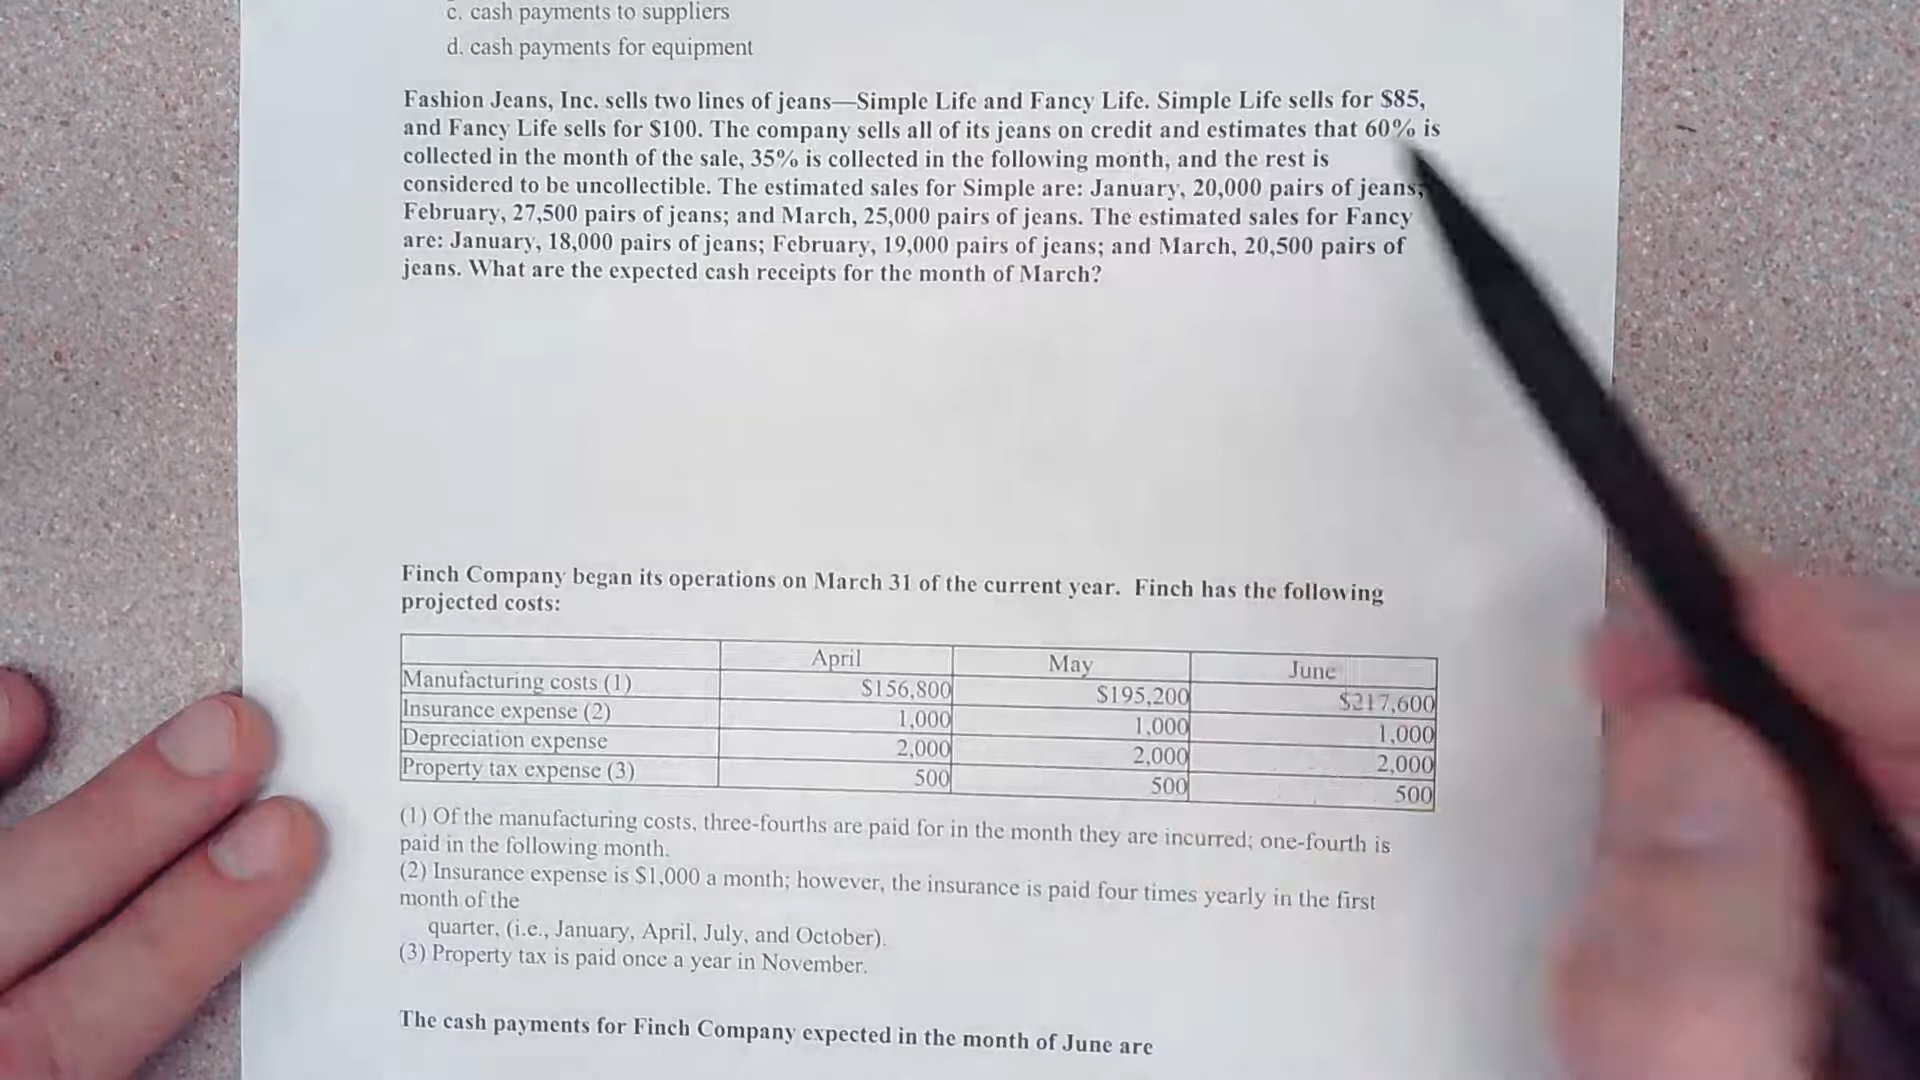 c. cash payments to suppliers
d. cash payments for equipment
Fashion Jeans, Inc. sells two lines of jeans—Simple Life and Fancy Life. Simple Life sells for $85,
and Fancy Life sells for $100. The company sells all of its jeans on credit and estimates that 60% is
collected in the month of the sale, 35% is collected in the following month, and the rest is
considered to be uncollectible. The estimated sales for Simple are: January, 20,000 pairs of jeans;
February, 27,500 pairs of jeans; and March, 25,000 pairs of jeans. The estimated sales for Fancy
are: January, 18,000 pairs of jeans; February, 19,000 pairs of jeans; and March, 20,500 pairs of
jeans. What are the expected cash receipts for the month of March?
Finch Company began its operations on March 31 of the current year. Finch has the following
projected costs:
April May June
Manufacturing costs (1) $156,800 $195,200 $217,600
Insurance expense (2) 1,000 1,000 1,000
Depreciation expense 2,000 2,000 2,000
Property tax expense (3) 500 500 500
(1) Of the manufacturing costs, three-fourths are paid for in the month they are incurred; one-fourth is
paid in the following month.
(2) Insurance expense is $1,000 a month; however, the insurance is paid four times yearly in the first
month of the
quarter, (i.e., January, April, July, and October).
(3) Property tax is paid once a year in November.
The cash payments for Finch Company expected in the month of June are